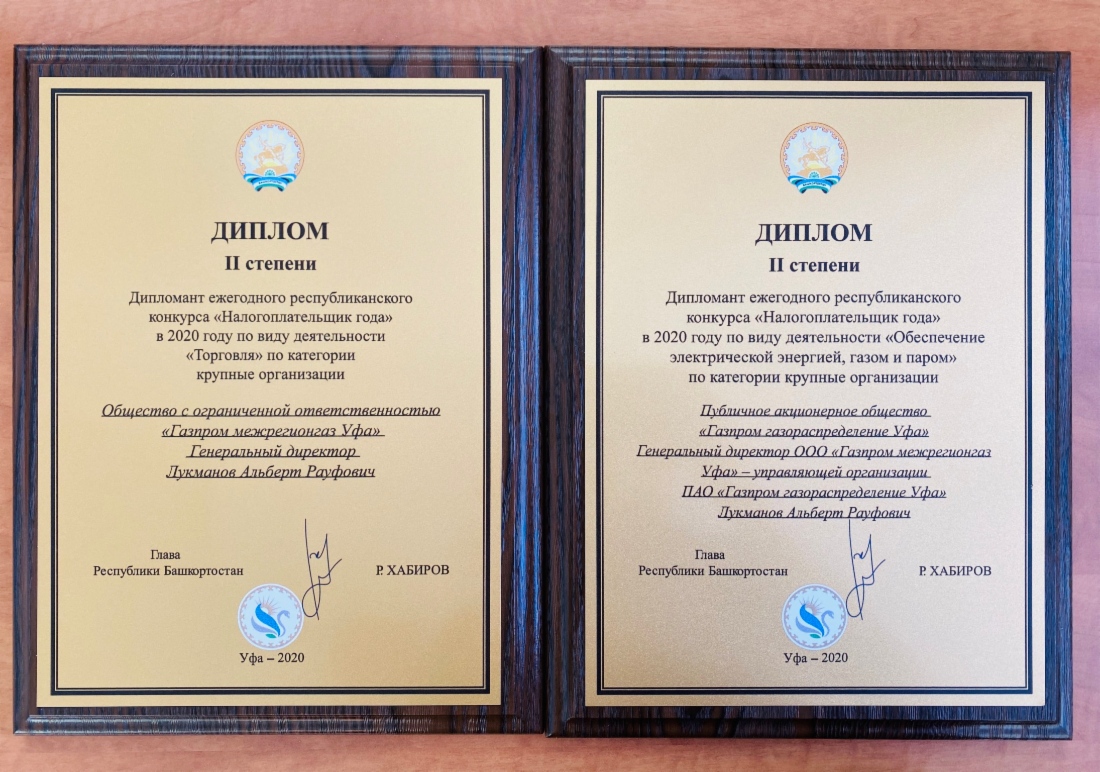 ДИПЛОМ
II степени
Дипломант ежегодного республиканского
конкурса «Налогоплательщик года»
в 2020 году по виду деятельности
«Торговля» по категории
крупные организации
Общество с ограниченной ответственностью
«Газпром межрегионгаз Уфа»
Генеральный директор
Лукманов Альберт Рауфович
Глава
Республики Башкортостан
Р. ХАБИРОВ
Уфа – 2020
ДИПЛОМ
II степени
Дипломант ежегодного республиканского
конкурса «Налогоплательщик года»
в 2020 году по виду деятельности «Обеспечение
электрической энергией, газом и паром»
по категории крупные организации
Публичное акционерное общество
«Газпром газораспределение Уфа»
Генеральный директор ООО «Газпром межрегионгаз
Уфа» – управляющей организации
ПАО «Газпром газораспределение Уфа»
Лукманов Альберт Рауфович
Глава
Республики Башкортостан
Р. ХАБИРОВ
Уфа – 2020